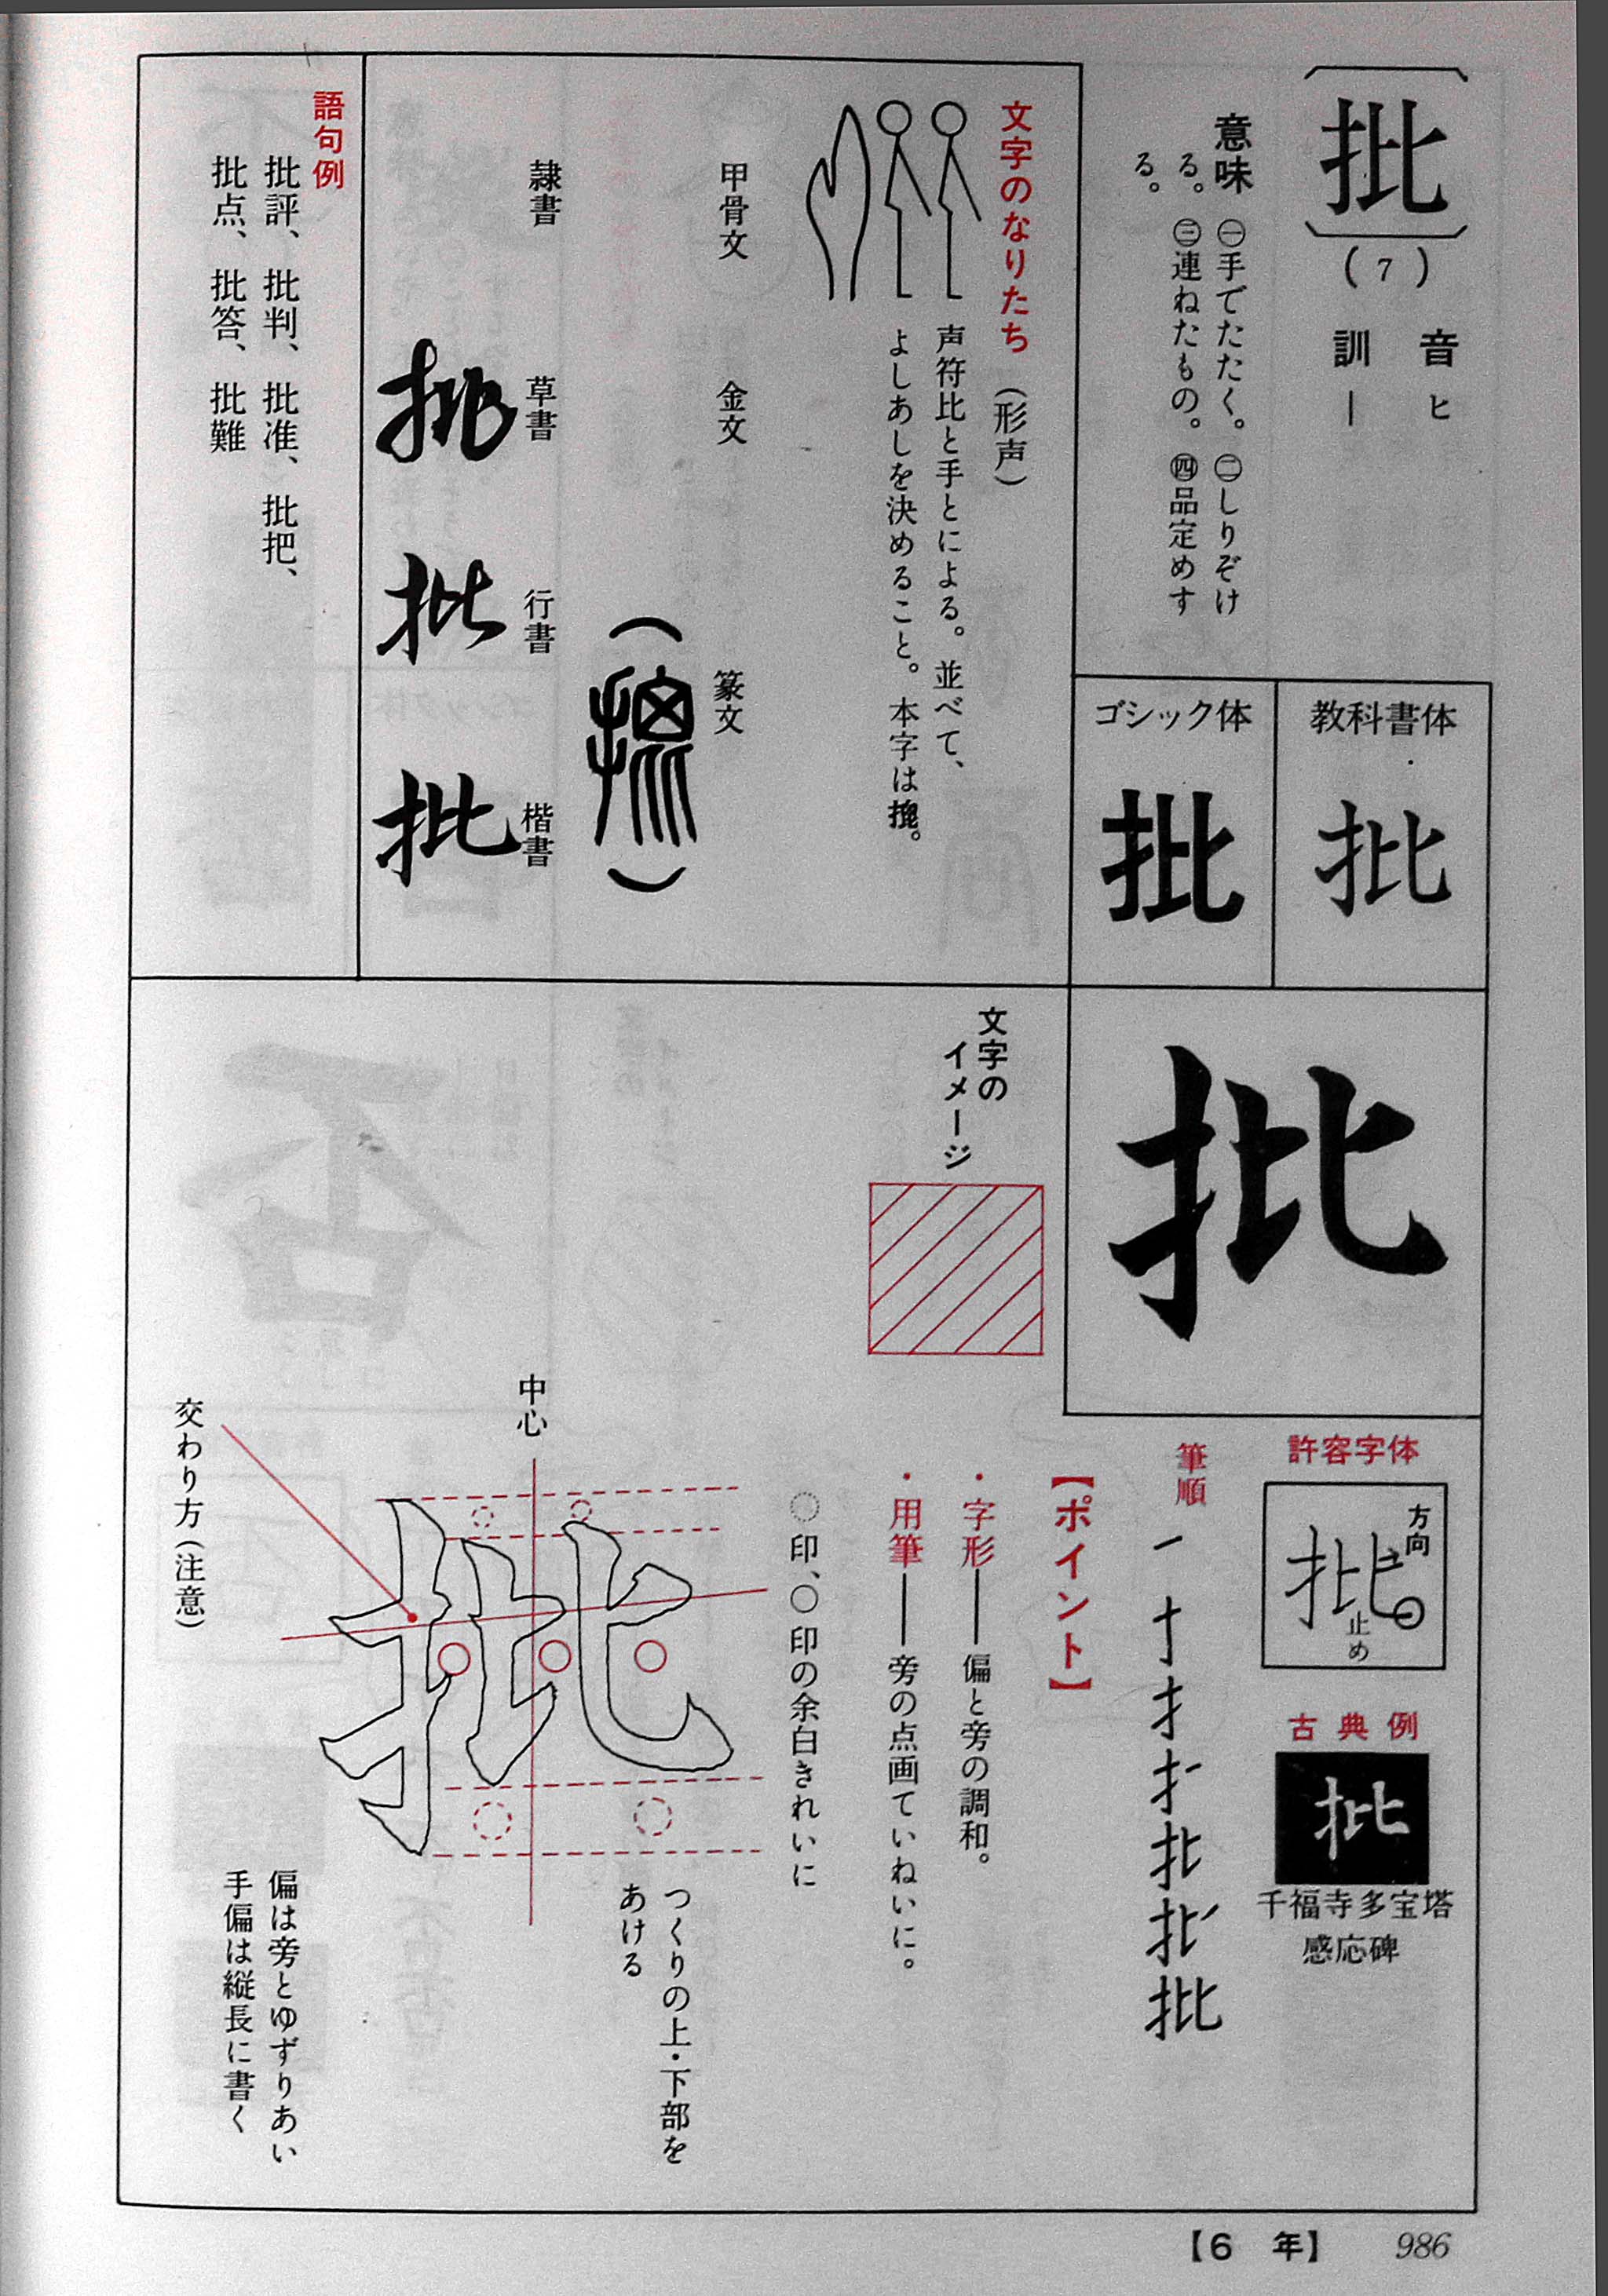 批
(7)
音 ヒ
訓 ―
意味 ㊀手でたたく。 ㊁しりぞけ
る。 ㊂連ねたもの。 ㊃品定めす
る。
教科書体
批
ゴシック体
批
文字のなりたち (形声)
声符比と手とによる。並べて、
よしあしを決めること。本字は㧗。
甲骨文
金文
篆文
隷書
草書
批
行書
批
楷書
批
語句例
批評、批判、批准、批把、
批点、批答、批難
批
文字の
イメージ
許容字体
方向
批
止め
古典例
批
千福寺多宝塔
感応碑
筆順
一 十 扌 批
【ポイント】
・字形―偏と旁の調和。
・用筆―旁の点画ていねいに。
◌印、○印の余白きれいに
つくりの上・下部を
あける
中心
交わり方(注意)
偏は旁とゆずりあい
手偏は縦長に書く
【6 年】 986